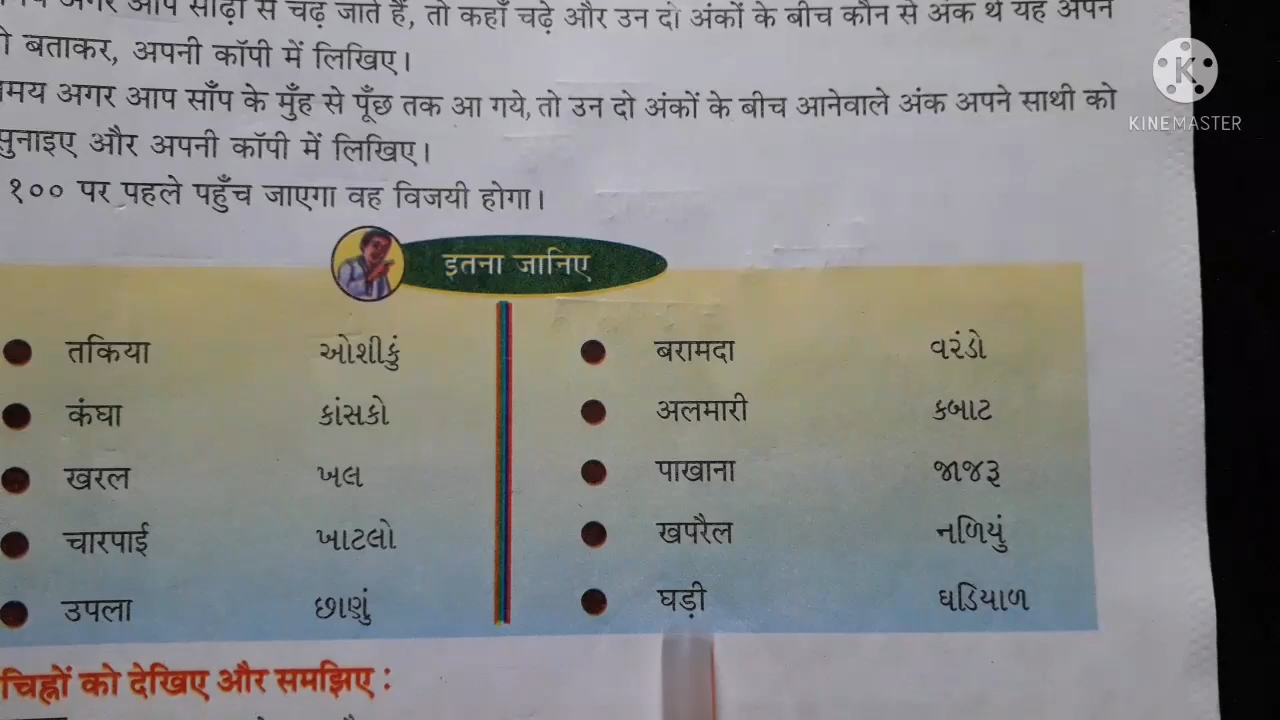 अगर आप सीढ़ी से चढ़ जाते हैं, तो कहाँ चढ़े और उन दो अंकों के बीच कौन से अंक थे यह अपने
बताकर, अपनी कॉपी में लिखिए।
अगर आप साँप के मुँह से पूँछ तक आ गये, तो उन दो अंकों के बीच आनेवाले अंक अपने साथी को
सुनाइए और अपनी कॉपी में लिखिए।
१०० पर पहले पहुँच जाएगा वह विजयी होगा।
KINEMASTER
इतना जानिए
● तकिया ઓશીકું ● बरामदा વરંડો
● कंघा કાંસકો ● अलमारी કબાટ
● खरल ખલ ● पाखाना જાજરૂ
● चारपाई ખાટલો ● खपरैल નળિયું
● उपला છાણું ● घड़ी ઘડિયાળ
चिह्नों को देखिए और समझिए :